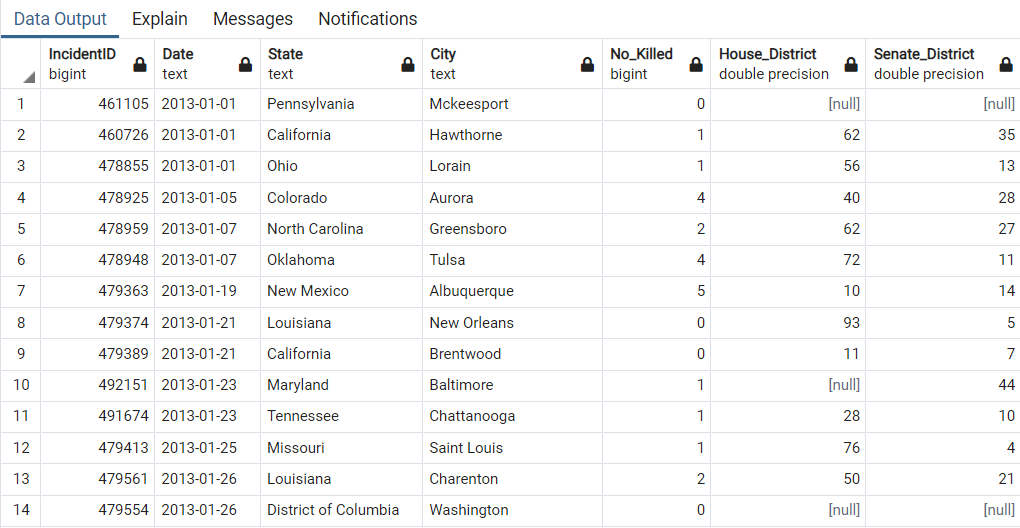 Data Output Explain Messages Notifications
IncidentID Date State City No_Killed House_District Senate_District
bigint text text text bigint double precision double precision
1 461105 2013-01-01 Pennsylvania Mckeesport 0 [null] [null]
2 460726 2013-01-01 California Hawthorne 1 62 35
3 478855 2013-01-01 Ohio Lorain 1 56 13
4 478925 2013-01-05 Colorado Aurora 4 40 28
5 478959 2013-01-07 North Carolina Greensboro 2 62 27
6 478948 2013-01-07 Oklahoma Tulsa 4 72 11
7 479363 2013-01-19 New Mexico Albuquerque 5 10 14
8 479374 2013-01-21 Louisiana New Orleans 0 93 5
9 479389 2013-01-21 California Brentwood 0 11 7
10 492151 2013-01-23 Maryland Baltimore 1 [null] 44
11 491674 2013-01-23 Tennessee Chattanooga 1 28 10
12 479413 2013-01-25 Missouri Saint Louis 1 76 4
13 479561 2013-01-26 Louisiana Charenton 2 50 21
14 479554 2013-01-26 District of Columbia Washington 0 [null] [null]